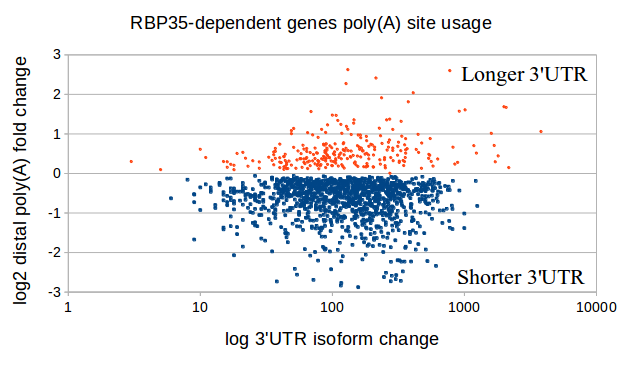 RBP35-dependent genes poly(A) site usage
log2 distal poly(A) fold change
3
2
1
0
-1
-2
-3
Longer 3'UTR
Shorter 3'UTR
1 10 100 1000 10000
log 3'UTR isoform change